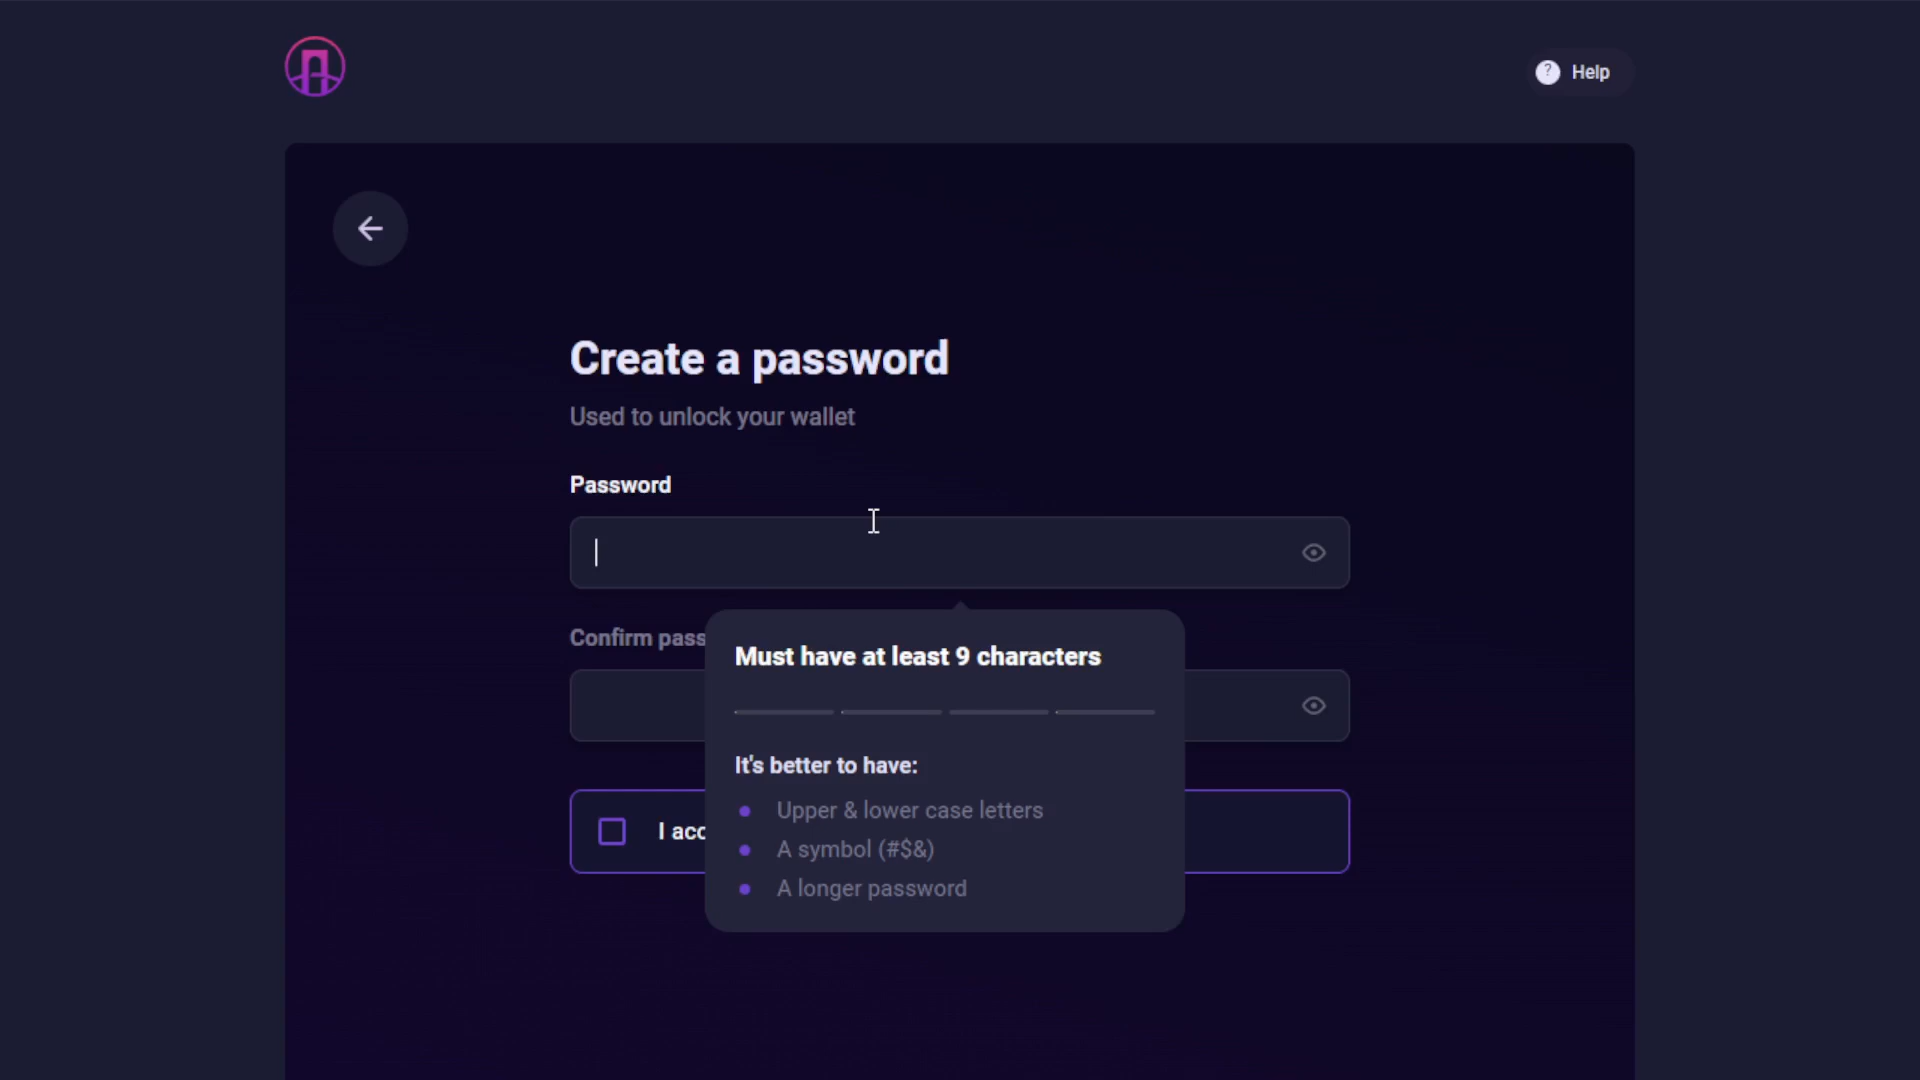 ? Help
Create a password
Used to unlock your wallet
Password
Confirm pass
Must have at least 9 characters
It's better to have:
Upper & lower case letters
I acc
A symbol (#$&)
A longer password